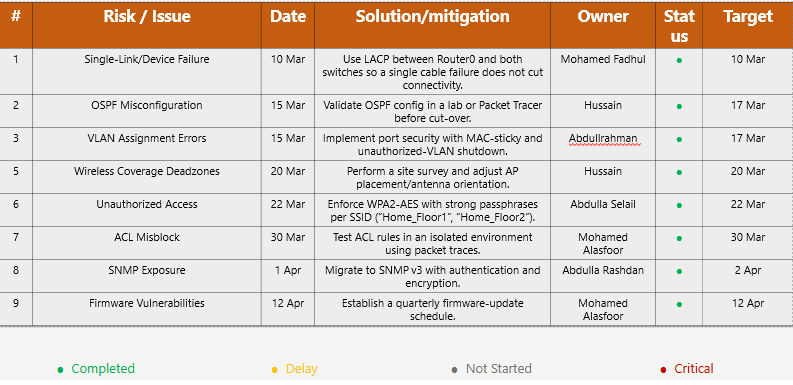 # Risk / Issue Date Solution/mitigation Owner Stat us Target
1 Single-Link/Device Failure 10 Mar Use LACP between Router0 and both Mohamed Fadhul ● 10 Mar
switches so a single cable failure does not cut
connectivity.
2 OSPF Misconfiguration 15 Mar Validate OSPF config in a lab or Packet Tracer Hussain ● 17 Mar
before cut-over.
3 VLAN Assignment Errors 15 Mar Implement port security with MAC-sticky and Abdullrahman ● 17 Mar
unauthorized-VLAN shutdown.
5 Wireless Coverage Deadzones 20 Mar Perform a site survey and adjust AP Hussain ● 20 Mar
placement/antenna orientation.
6 Unauthorized Access 22 Mar Enforce WPA2-AES with strong passphrases Abdulla Selail ● 22 Mar
per SSID (“Home_Floor1”, “Home_Floor2”).
7 ACL Misblock 30 Mar Test ACL rules in an isolated environment Mohamed ● 30 Mar
using packet traces. Alasfoor
8 SNMP Exposure 1 Apr Migrate to SNMP v3 with authentication and Abdulla Rashdan ● 2 Apr
encryption.
9 Firmware Vulnerabilities 12 Apr Establish a quarterly firmware-update Mohamed ● 12 Apr
schedule. Alasfoor
● Completed ● Delay ● Not Started ● Critical